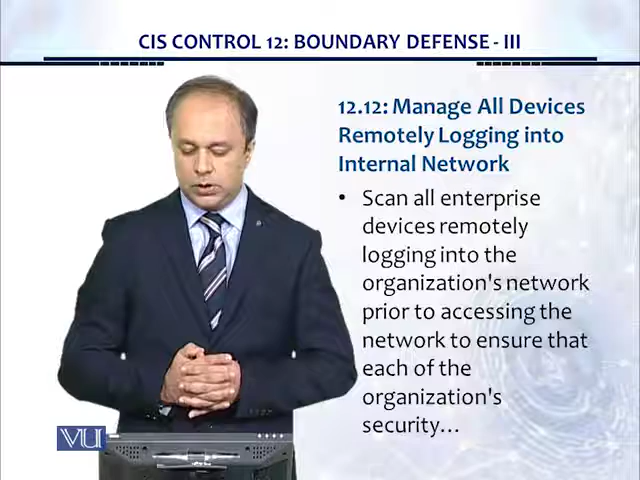 CIS CONTROL 12: BOUNDARY DEFENSE - III
12.12: Manage All Devices
Remotely Logging into
Internal Network
• Scan all enterprise
devices remotely
logging into the
organization's network
prior to accessing the
network to ensure that
each of the
organization's
security…
VU